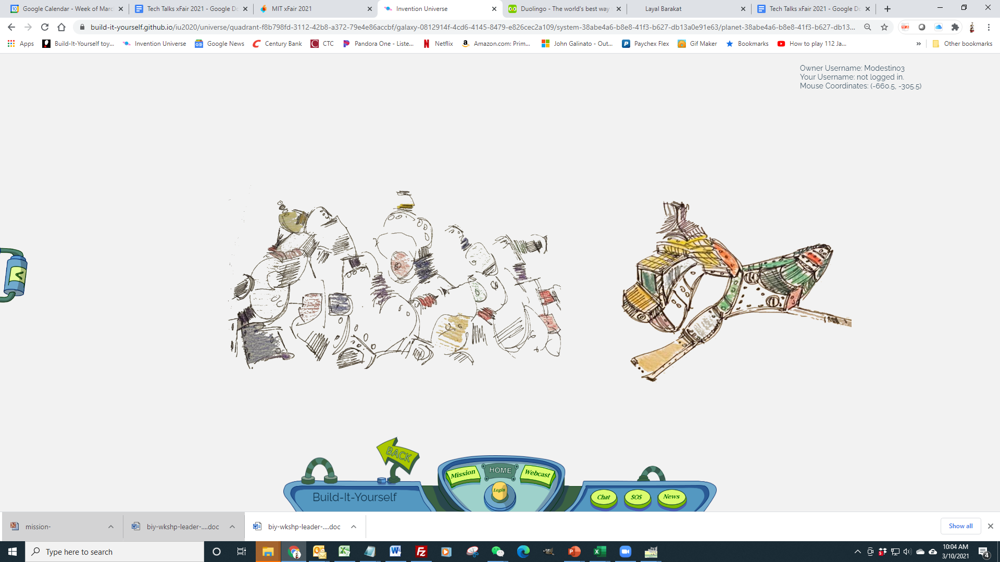 Google Calendar - Week of Marc
Tech Talks xFair 2021 - Google Do
MIT xFair 2021
Invention Universe
Duolingo - The world's best way
Layal Barakat
Tech Talks xFair 2021 - Google Do
build-it-yourself.github.io/iu2020/universe/quadrant-f8b798fd-3112-42b8-a372-79e4e86accbf/galaxy-0812914f-4cd6-4145-8479-e826cec2a109/system-38abe4a6-b8e8-41f3-b627-db13a0e91e63/planet-38abe4a6-b8e8-41f3-b627-db13...
Apps
Build-It-Yourself toy...
Invention Universe
Google News
Century Bank
CTC
Pandora One - Liste...
Netflix
Amazon.com: Prim...
John Galinato - Out...
Paychex Flex
Gif Maker
Bookmarks
How to play 112 Ja...
»
Other bookmarks
Owner Username: Modestino3
Your Username: not logged in.
Mouse Coordinates: (-660.5, -305.5)
BACK
Mission
HOME
Webcast
Login
Build-It-Yourself
Chat
SOS
News
mission-
biy-wkshp-leader-....doc
biy-wkshp-leader-....doc
Show all
Type here to search
10:04 AM
3/10/2021
4